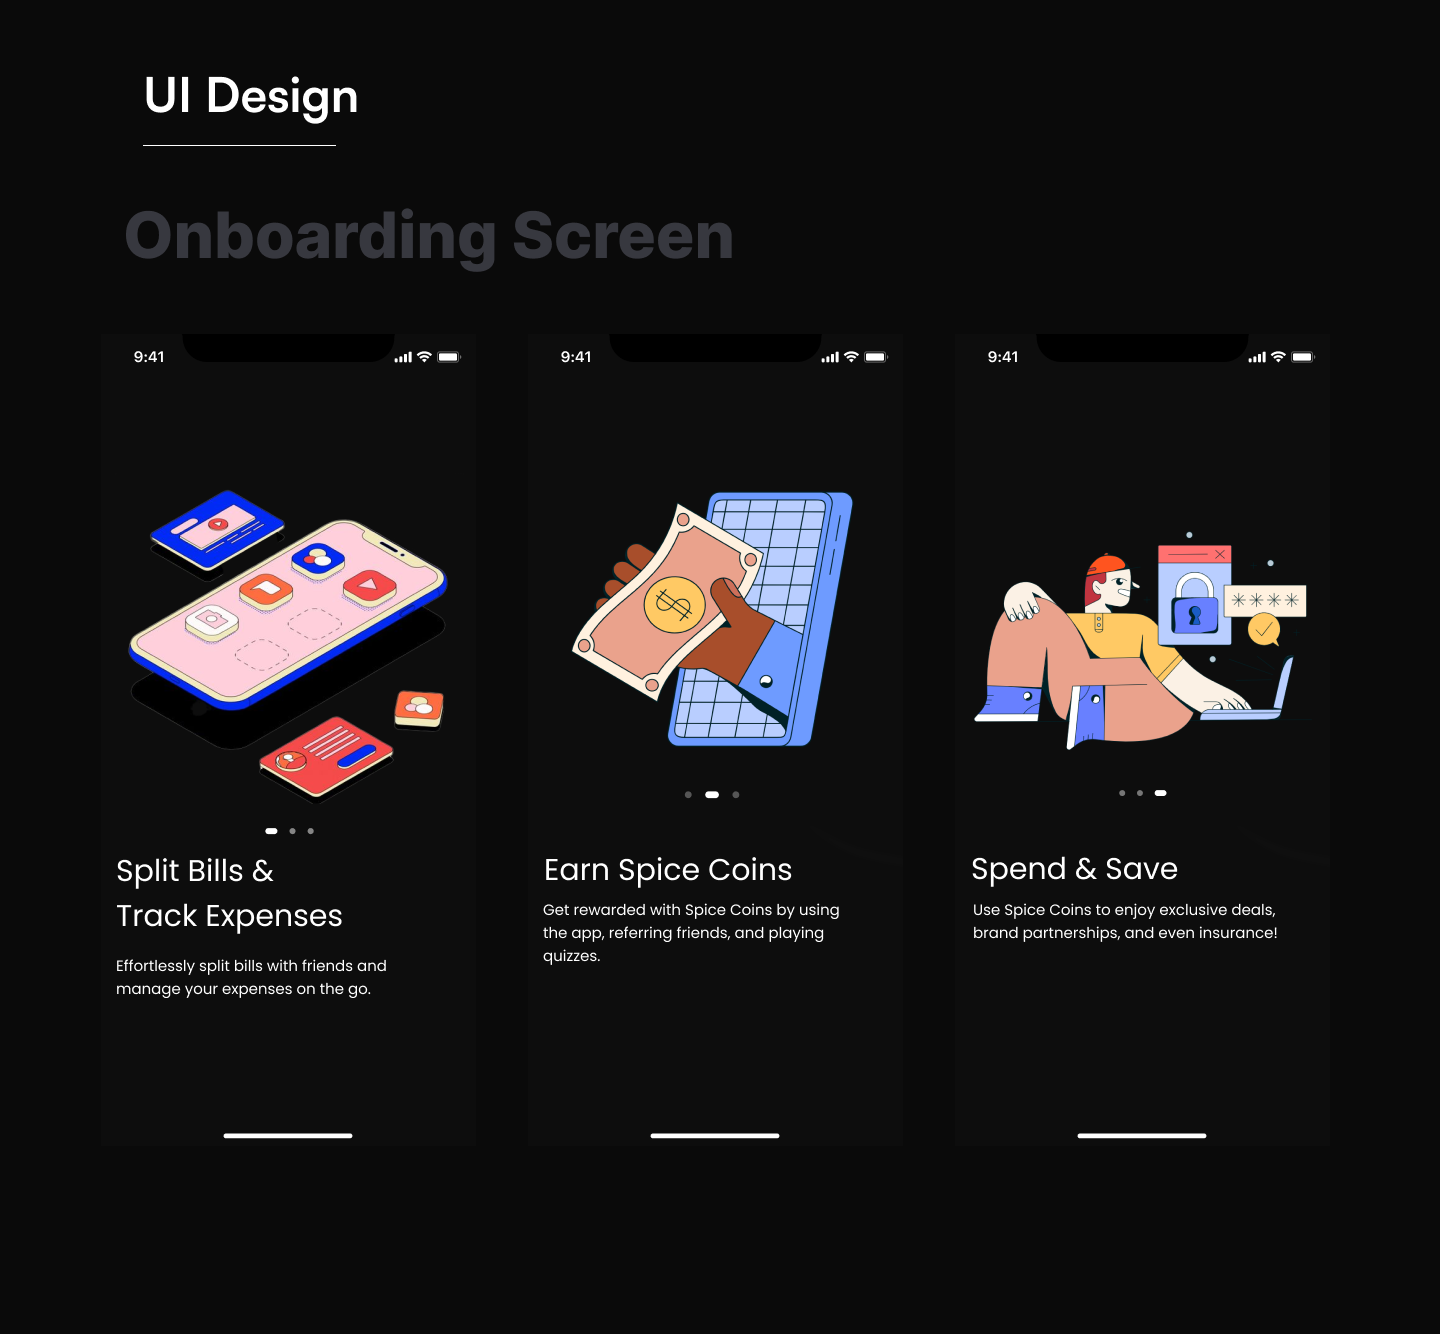 UI Design
Onboarding Screen
9:41
9:41
9:41
Split Bills &
Track Expenses
Effortlessly split bills with friends and
manage your expenses on the go.
Earn Spice Coins
Get rewarded with Spice Coins by using
the app, referring friends, and playing
quizzes.
Spend & Save
Use Spice Coins to enjoy exclusive deals,
brand partnerships, and even insurance!